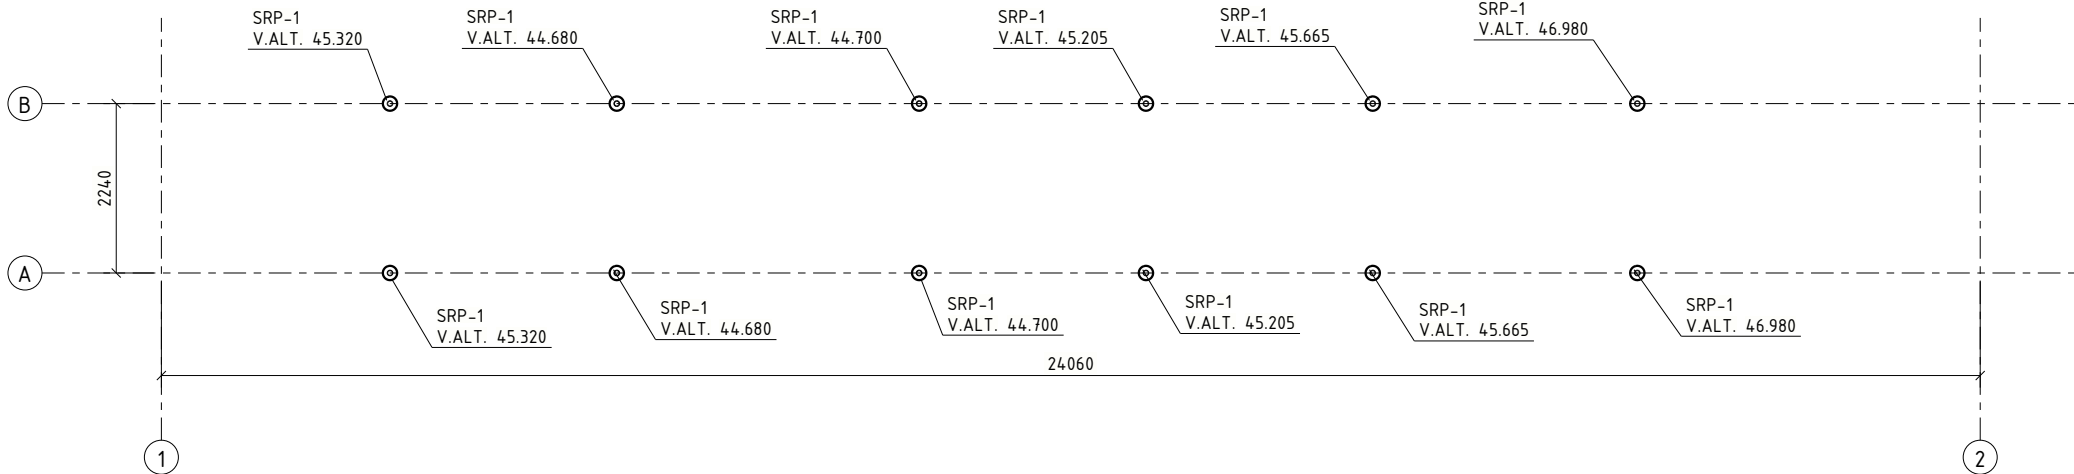 SRP-1
V.ALT. 45.320
SRP-1
V.ALT. 44.680
SRP-1
V.ALT. 44.700
SRP-1
V.ALT. 45.205
SRP-1
V.ALT. 45.665
SRP-1
V.ALT. 46.980
B
2240
A
SRP-1
V.ALT. 45.320
SRP-1
V.ALT. 44.680
SRP-1
V.ALT. 44.700
SRP-1
V.ALT. 45.205
SRP-1
V.ALT. 45.665
SRP-1
V.ALT. 46.980
24060
1
2